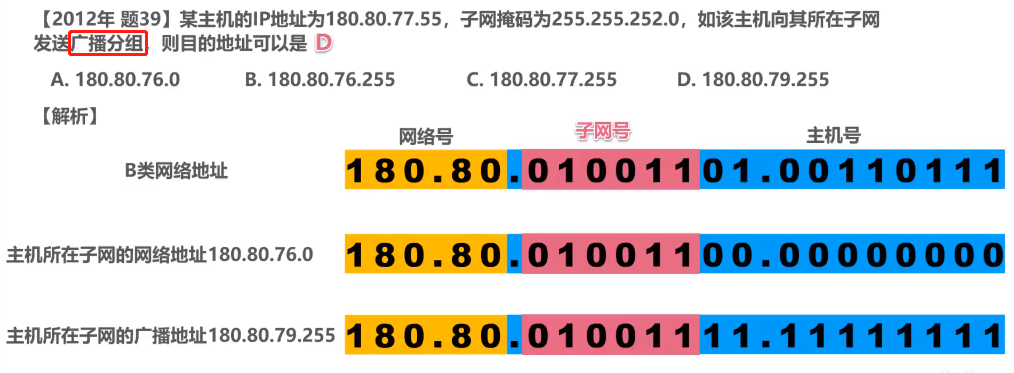 【2012年 题39】某主机的IP地址为180.80.77.55，子网掩码为255.255.252.0，如该主机向其所在子网
发送广播分组，则目的地址可以是 D
A. 180.80.76.0 B. 180.80.76.255 C. 180.80.77.255 D. 180.80.79.255
【解析】
网络号 子网号 主机号
B类网络地址 180.80.01001101.00110111
主机所在子网的网络地址180.80.76.0 180.80.01001100.00000000
主机所在子网的广播地址180.80.79.255 180.80.01001111.11111111